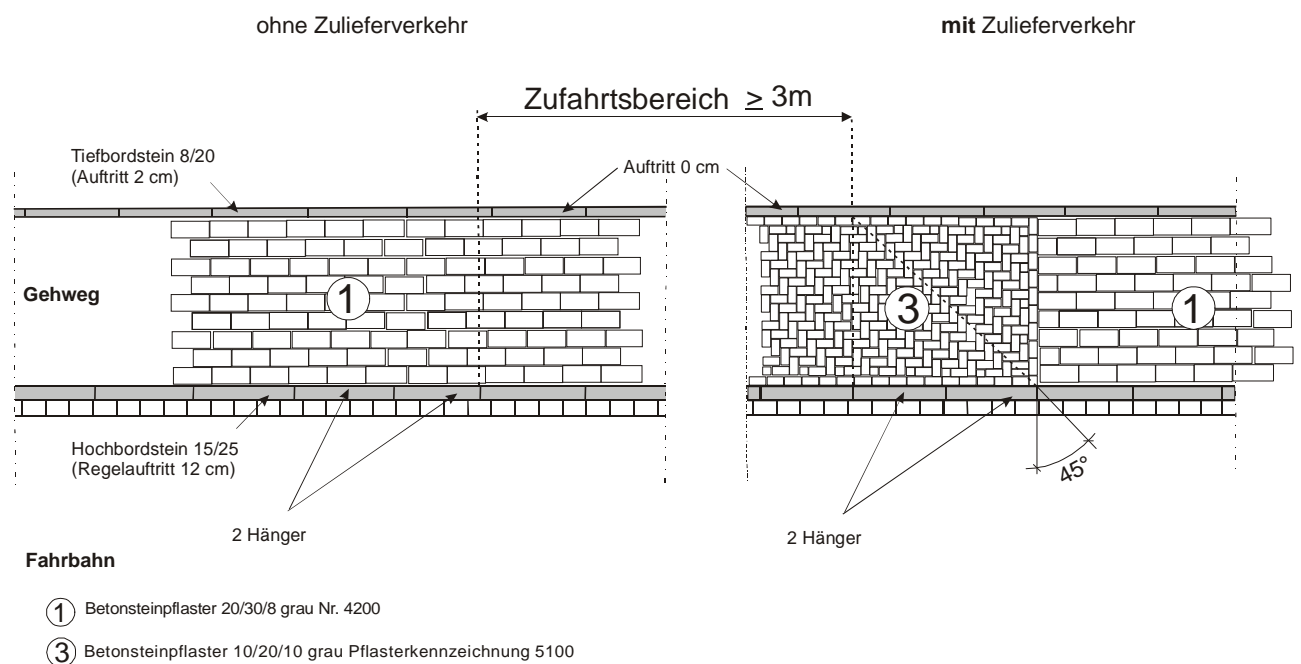 ohne Zulieferverkehr
mit Zulieferverkehr
Zufahrtsbereich ≥ 3m
Tiefbordstein 8/20
(Auftritt 2 cm)
Auftritt 0 cm
Gehweg
1
3
1
Hochbordstein 15/25
(Regelauftritt 12 cm)
45°
2 Hänger
2 Hänger
Fahrbahn
1 Betonsteinpflaster 20/30/8 grau Nr. 4200
3 Betonsteinpflaster 10/20/10 grau Pflasterkennzeichnung 5100